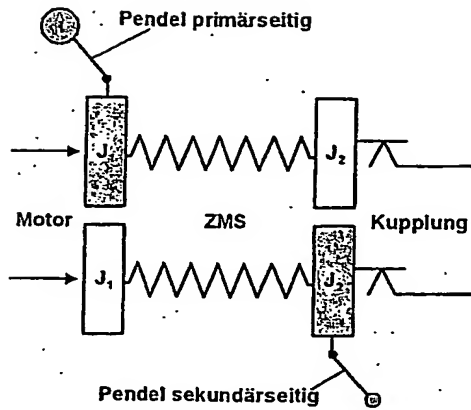 Pendel primärseitig
J J₂
Motor ZMS Kupplung
J₁ J₂
Pendel sekundärseitig